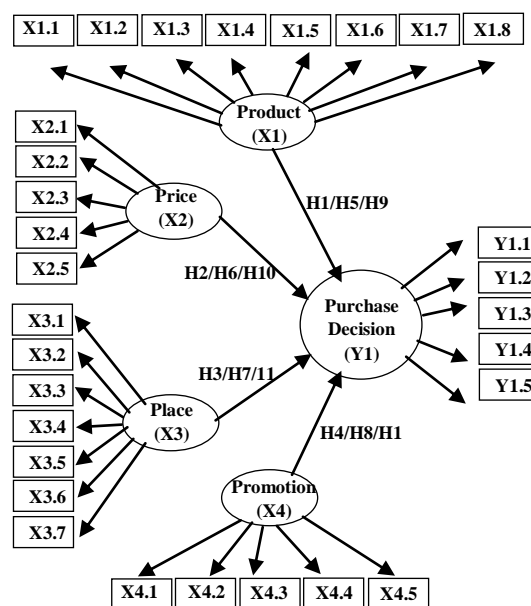 X1.1 X1.2 X1.3 X1.4 X1.5 X1.6 X1.7 X1.8
Product
(X1)
X2.1
X2.2
X2.3
X2.4
X2.5
Price
(X2)
H1/H5/H9
H2/H6/H10
Purchase
Decision
(Y1)
Y1.1
Y1.2
Y1.3
Y1.4
Y1.5
X3.1
X3.2
X3.3
X3.4
X3.5
X3.6
X3.7
Place
(X3)
H3/H7/11
H4/H8/H1
Promotion
(X4)
X4.1 X4.2 X4.3 X4.4 X4.5